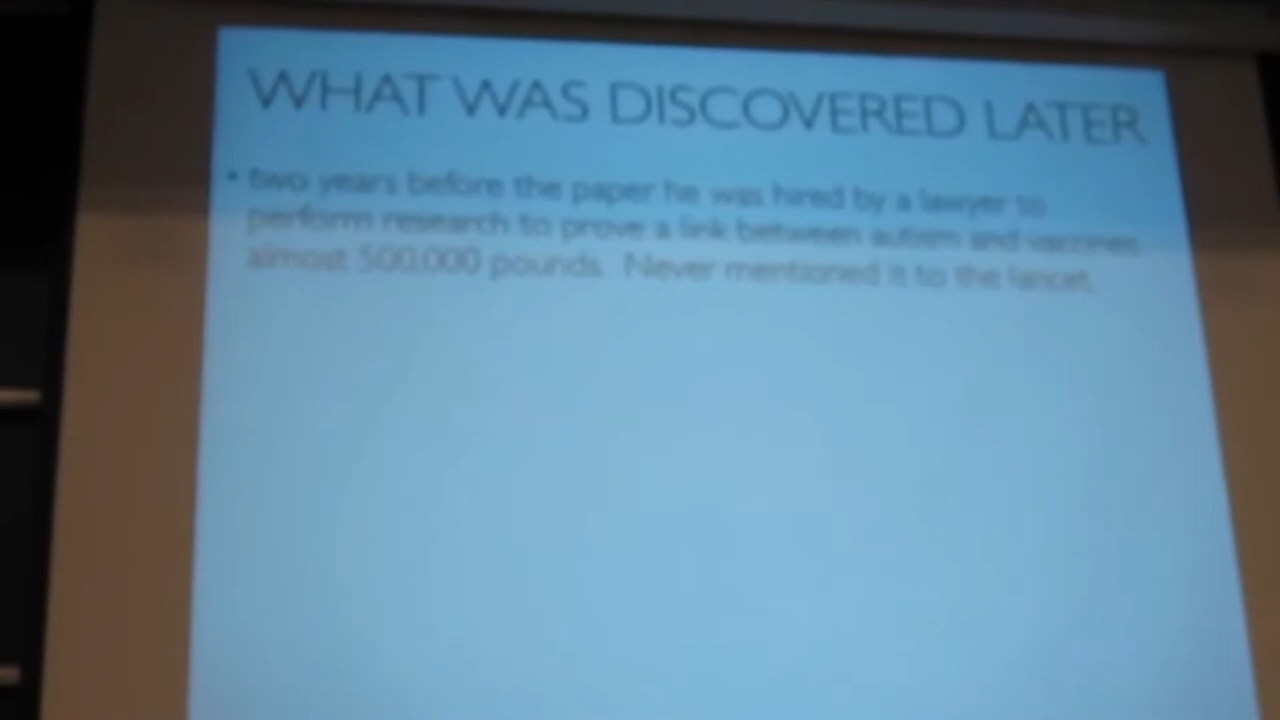 WHAT WAS DISCOVERED LATER
• two years before the paper he was hired by a lawyer to
perform research to prove a link between autism and vaccines
almost 500,000 pounds. Never mentioned it to the lancet.